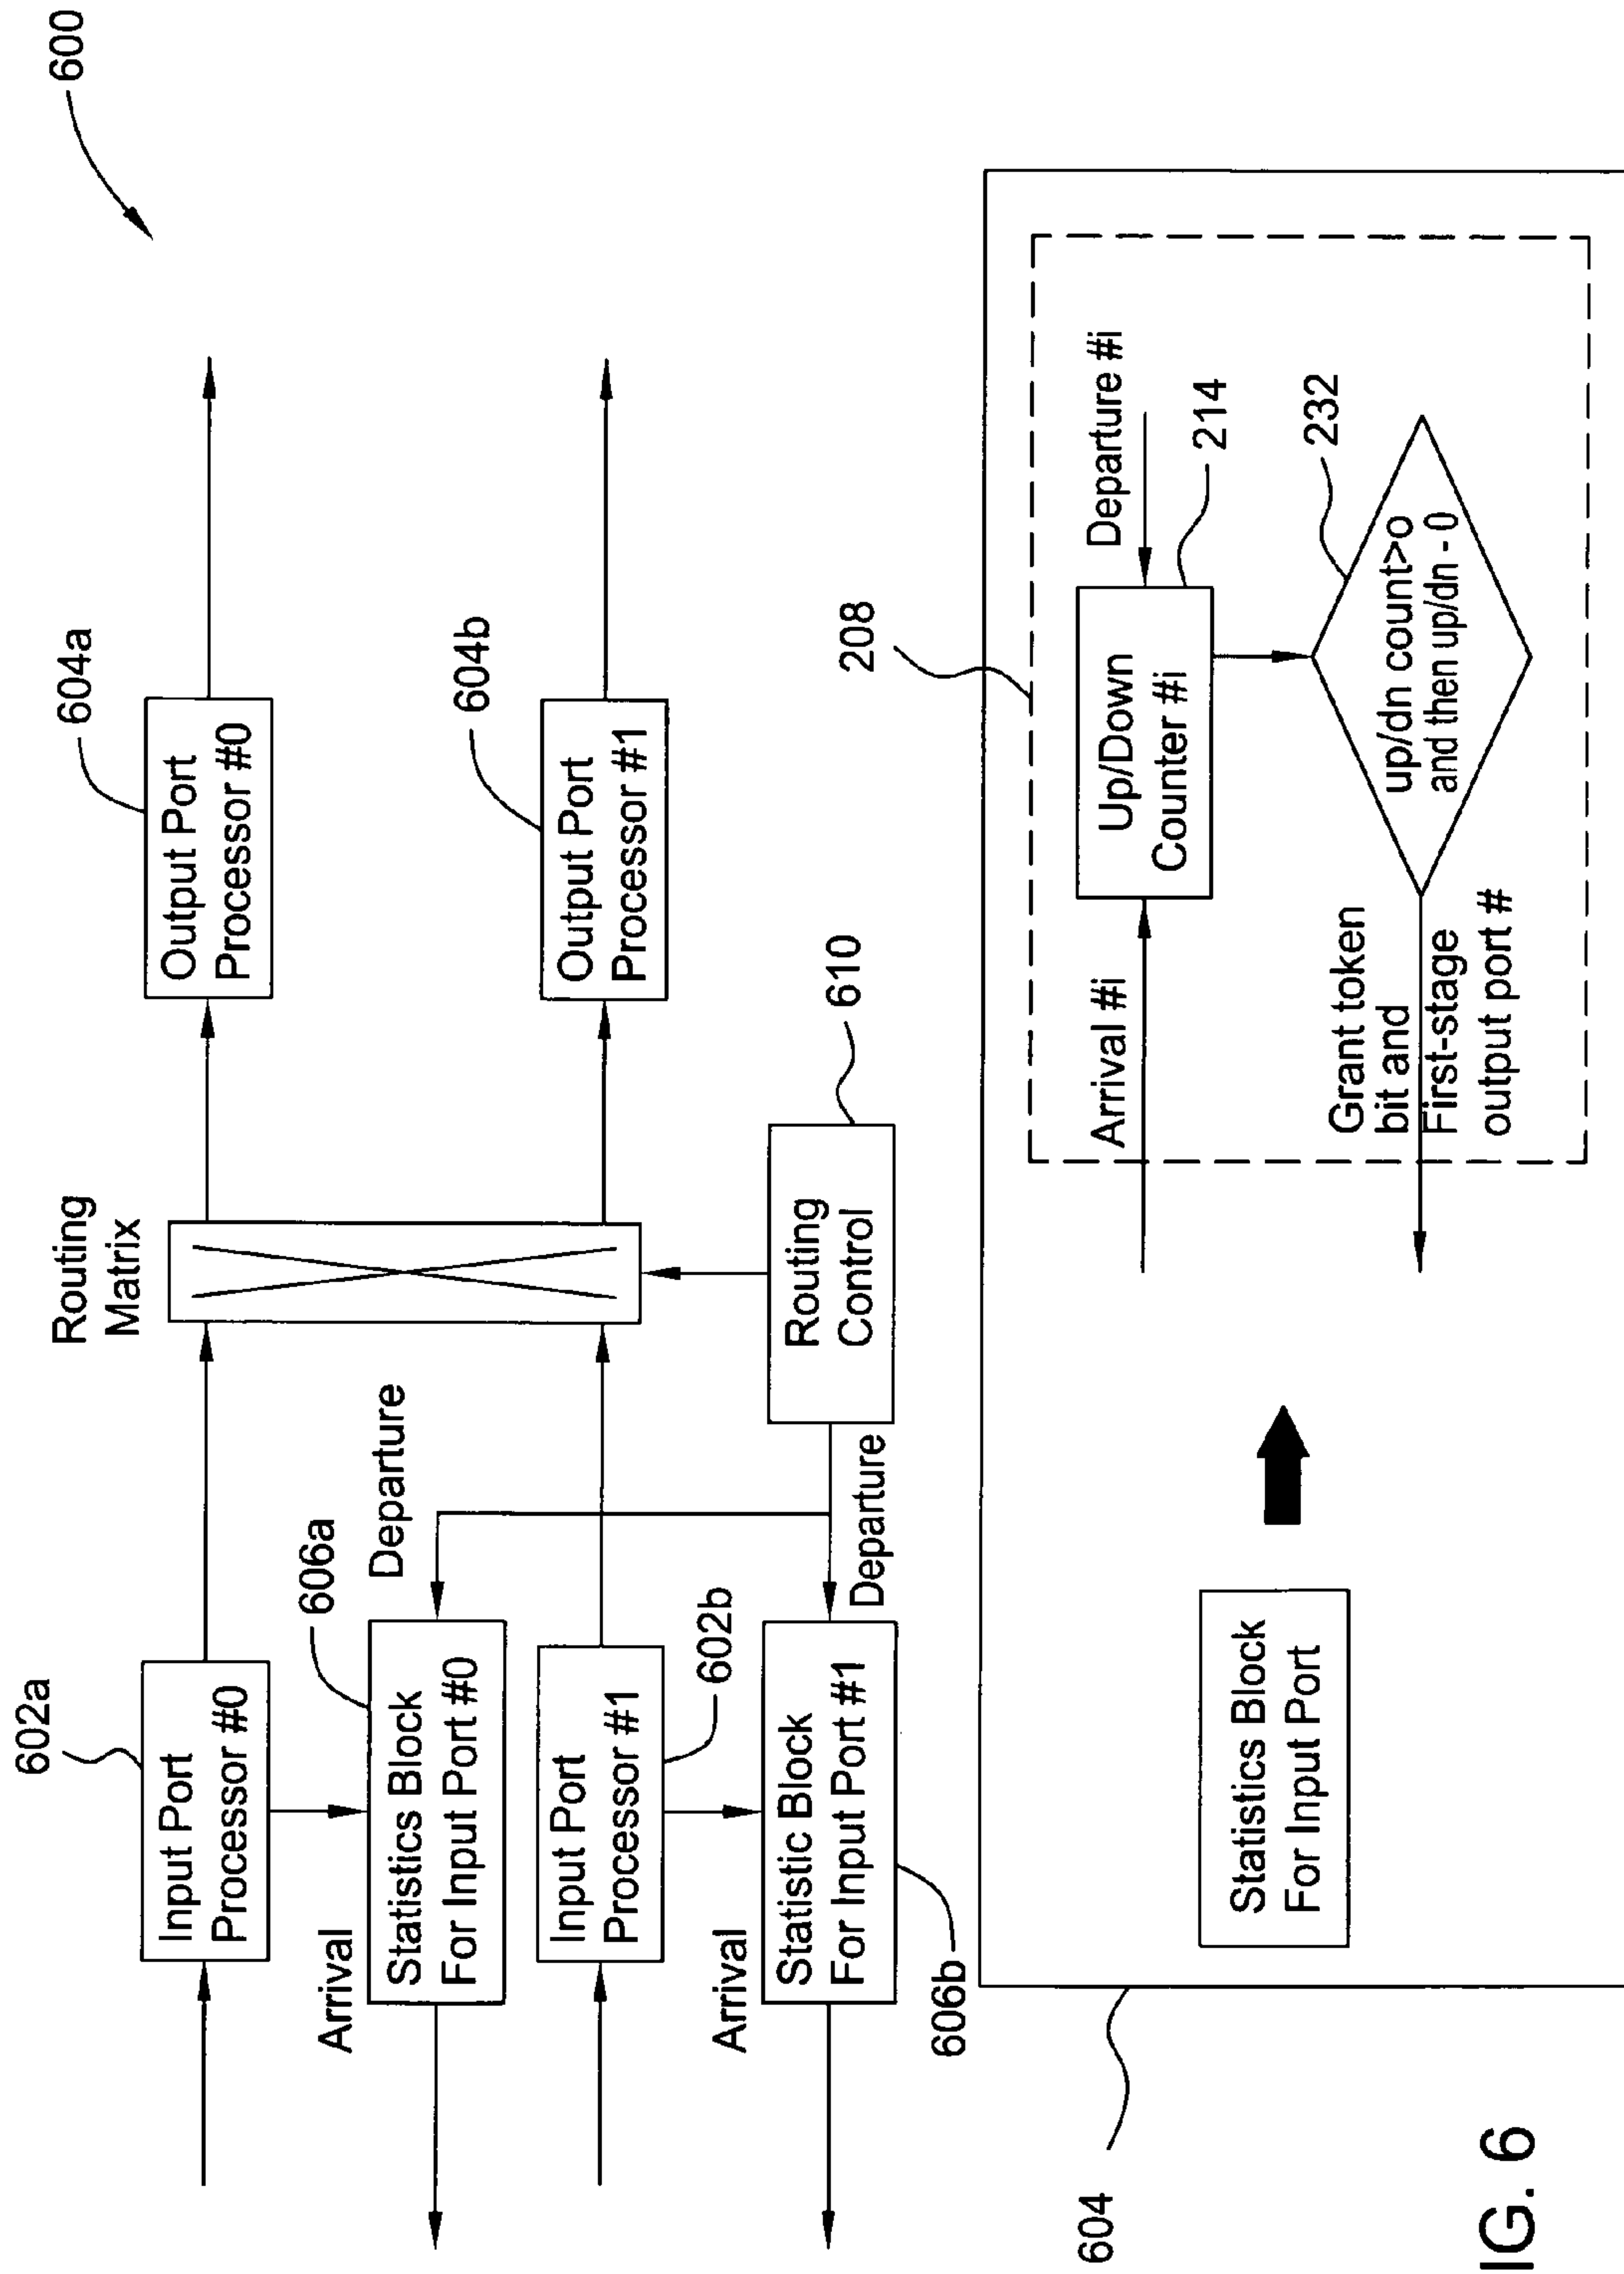 600
602a
Input Port
Processor #0
Routing
Matrix
604a
Output Port
Processor #0
Arrival
606a
Statistics Block
For Input Port #0
Departure
604b
Output Port
Processor #1
Input Port
Processor #1
602b
Arrival
Statistic Block
For Input Port #1
606b
Departure
Routing
Control
610
604
Statistics Block
For Input Port
208
Arrival #i
Up/Down
Counter #i
Departure #i
214
Grant token
bit and
First-stage
output port #
up/dn count>o
and then up/dn - 0
232
IG. 6